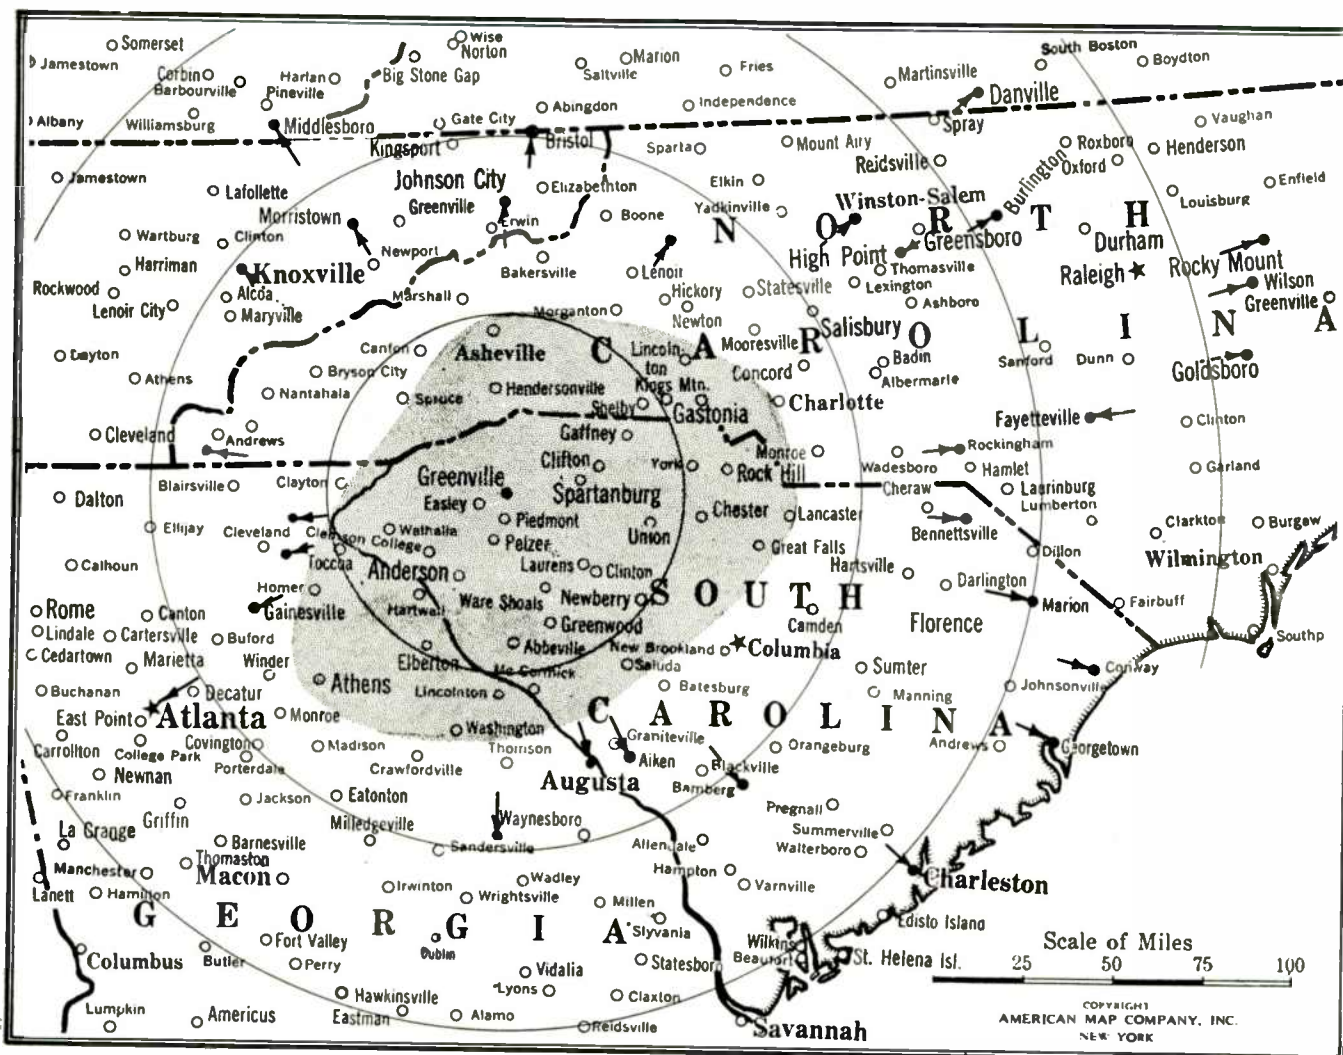 Somerset
Wise
Norton
South Boston
Jamestown
Corbin
Barbourville
Harlan
Pineville
Big Stone Gap
Saltville
Marion
Fries
Martinsville
Boydton
Danville
Albany
Williamsburg
Middlesboro
Gate City
Abingdon
Independence
Spray
Vaughan
Kingsport
Bristol
Sparta
Mount Airy
Reidsville
Burlington
Roxboro
Oxford
Henderson
Jamestown
Lafollette
Johnson City
Elizabethton
Elkin
Winston-Salem
Enfield
Morristown
Greenville
Erwin
Boone
Yadkinville
Louisburg
NORTH
Wartburg
Clinton
Newport
Bakersville
Lenoir
High Point
Greensboro
Durham
Harriman
Knoxville
Thomasville
Raleigh
Rocky Mount
Rockwood
Alcoa
Marshall
Hickory
Statesville
Lexington
Wilson
Lenoir City
Maryville
Morganton
Newton
Ashboro
Greenville
Salisbury
CAROLINA
Dayton
Canton
Asheville
Lincoln
ton
Mooresville
Badin
Sanford
Dunn
Goldsboro
Athens
Bryson City
Hendersonville
Kings Mtn.
Concord
Albermarle
Nantahala
Spruce
Shelby
Gastonia
Charlotte
Fayetteville
Clinton
Cleveland
Andrews
Gaffney
Monroe
Rockingham
Blairsville
Clayton
Greenville
Clifton
York
Rock Hill
Wadesboro
Hamlet
Garland
Dalton
Easley
Spartanburg
Cheraw
Laurinburg
Lumberton
Ellijay
Cleveland
Walhalla
Piedmont
Union
Chester
Lancaster
Bennettsville
Clarkton
Burgaw
Clemson College
Pelzer
Great Falls
Dillon
Wilmington
Calhoun
Toccoa
Anderson
Laurens
Clinton
Hartsville
Homer
Ware Shoals
Newberry
SOUTH
Darlington
Marion
Fairbuff
Rome
Canton
Gainesville
Hartwell
Greenwood
Camden
Florence
Lindale
Cartersville
Buford
Abbeville
New Brookland
Columbia
Southp
Cedartown
Marietta
Winder
Elberton
Mc Cormick
Saluda
Sumter
Conway
Buchanan
Decatur
Athens
Lincolnton
Batesburg
Manning
Johnsonville
East Point
Atlanta
Monroe
Washington
CAROLINA
Carrollton
College Park
Covington
Madison
Thomson
Graniteville
Orangeburg
Andrews
Georgetown
Newnan
Porterdale
Crawfordville
Augusta
Aiken
Blackville
Franklin
Jackson
Eatonton
Bamberg
Pregnall
La Grange
Griffin
Milledgeville
Waynesboro
Summerville
Barnesville
Sandersville
Allendale
Walterboro
Manchester
Thomaston
Macon
Hampton
Charleston
Lanett
Hamilton
Irwinton
Wadley
Varnville
Wrightsville
Millen
GEORGIA
Slyvania
Edisto Island
Fort Valley
Dublin
Wilkins
Columbus
Butler
Perry
Vidalia
Statesboro
Beaufort
St. Helena Isl.
Scale of Miles
25 50 75 100
Hawkinsville
Lyons
Claxton
Lumpkin
Americus
Eastman
Alamo
Reidsville
Savannah
COPYRIGHT
AMERICAN MAP COMPANY, INC.
NEW YORK